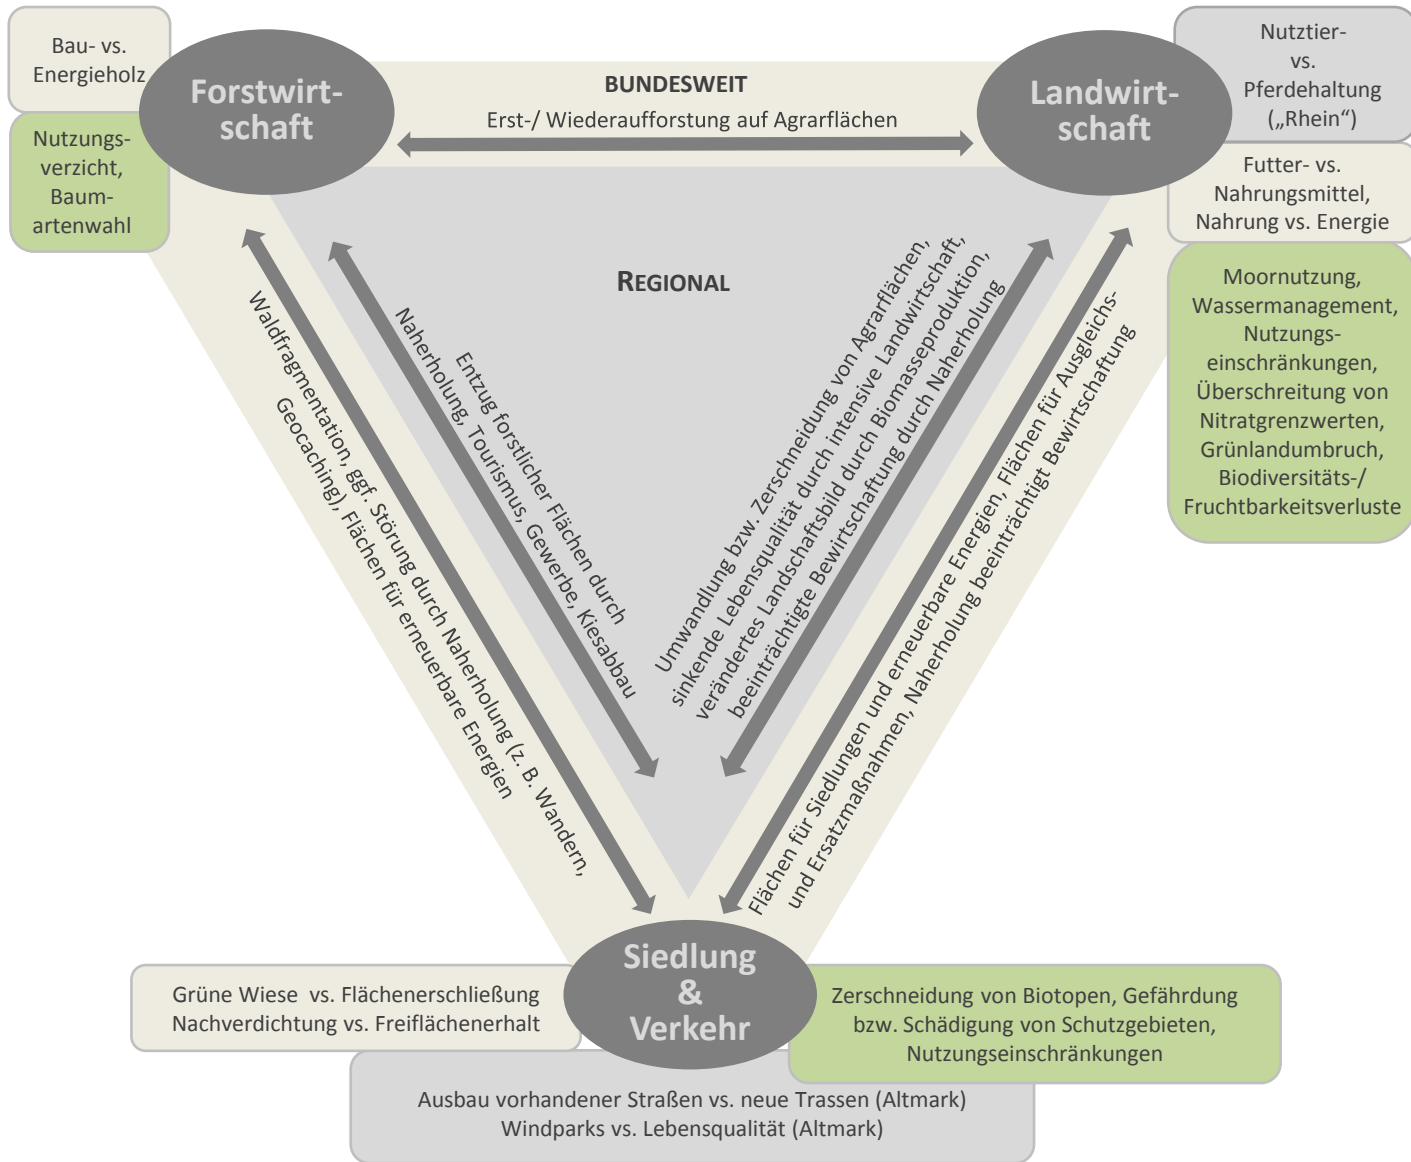 Bau- vs.
Energieholz
Nutzungs-
verzicht,
Baum-
artenwahl
Forstwirt-
schaft
BUNDESWEIT
Erst-/ Wiederaufforstung auf Agrarflächen
Landwirt-
schaft
Nutztier-
vs.
Pferdehaltung
(„Rhein“)
Futter- vs.
Nahrungsmittel,
Nahrung vs. Energie
Moornutzung,
Wassermanagement,
Nutzungs-
einschränkungen,
Überschreitung von
Nitratgrenzwerten,
Grünlandumbruch,
Biodiversitäts-/
Fruchtbarkeitsverluste
REGIONAL
Waldfragmentation, ggf. Störung durch Naherholung (z. B. Wandern,
Geocaching), Flächen für erneuerbare Energien
Entzug forstlicher Flächen durch
Naherholung, Tourismus, Gewerbe, Kiesabbau
Umwandlung bzw. Zerschneidung von Agrarflächen,
sinkende Lebensqualität durch intensive Landwirtschaft,
verändertes Landschaftsbild durch Biomasseproduktion,
beeinträchtigte Bewirtschaftung durch Naherholung
Flächen für Siedlungen und erneuerbare Energien, Flächen für Ausgleichs-
und Ersatzmaßnahmen, Naherholung beeinträchtigt Bewirtschaftung
Siedlung
&
Verkehr
Grüne Wiese vs. Flächenerschließung
Nachverdichtung vs. Freiflächenerhalt
Zerschneidung von Biotopen, Gefährdung
bzw. Schädigung von Schutzgebieten,
Nutzungseinschränkungen
Ausbau vorhandener Straßen vs. neue Trassen (Altmark)
Windparks vs. Lebensqualität (Altmark)